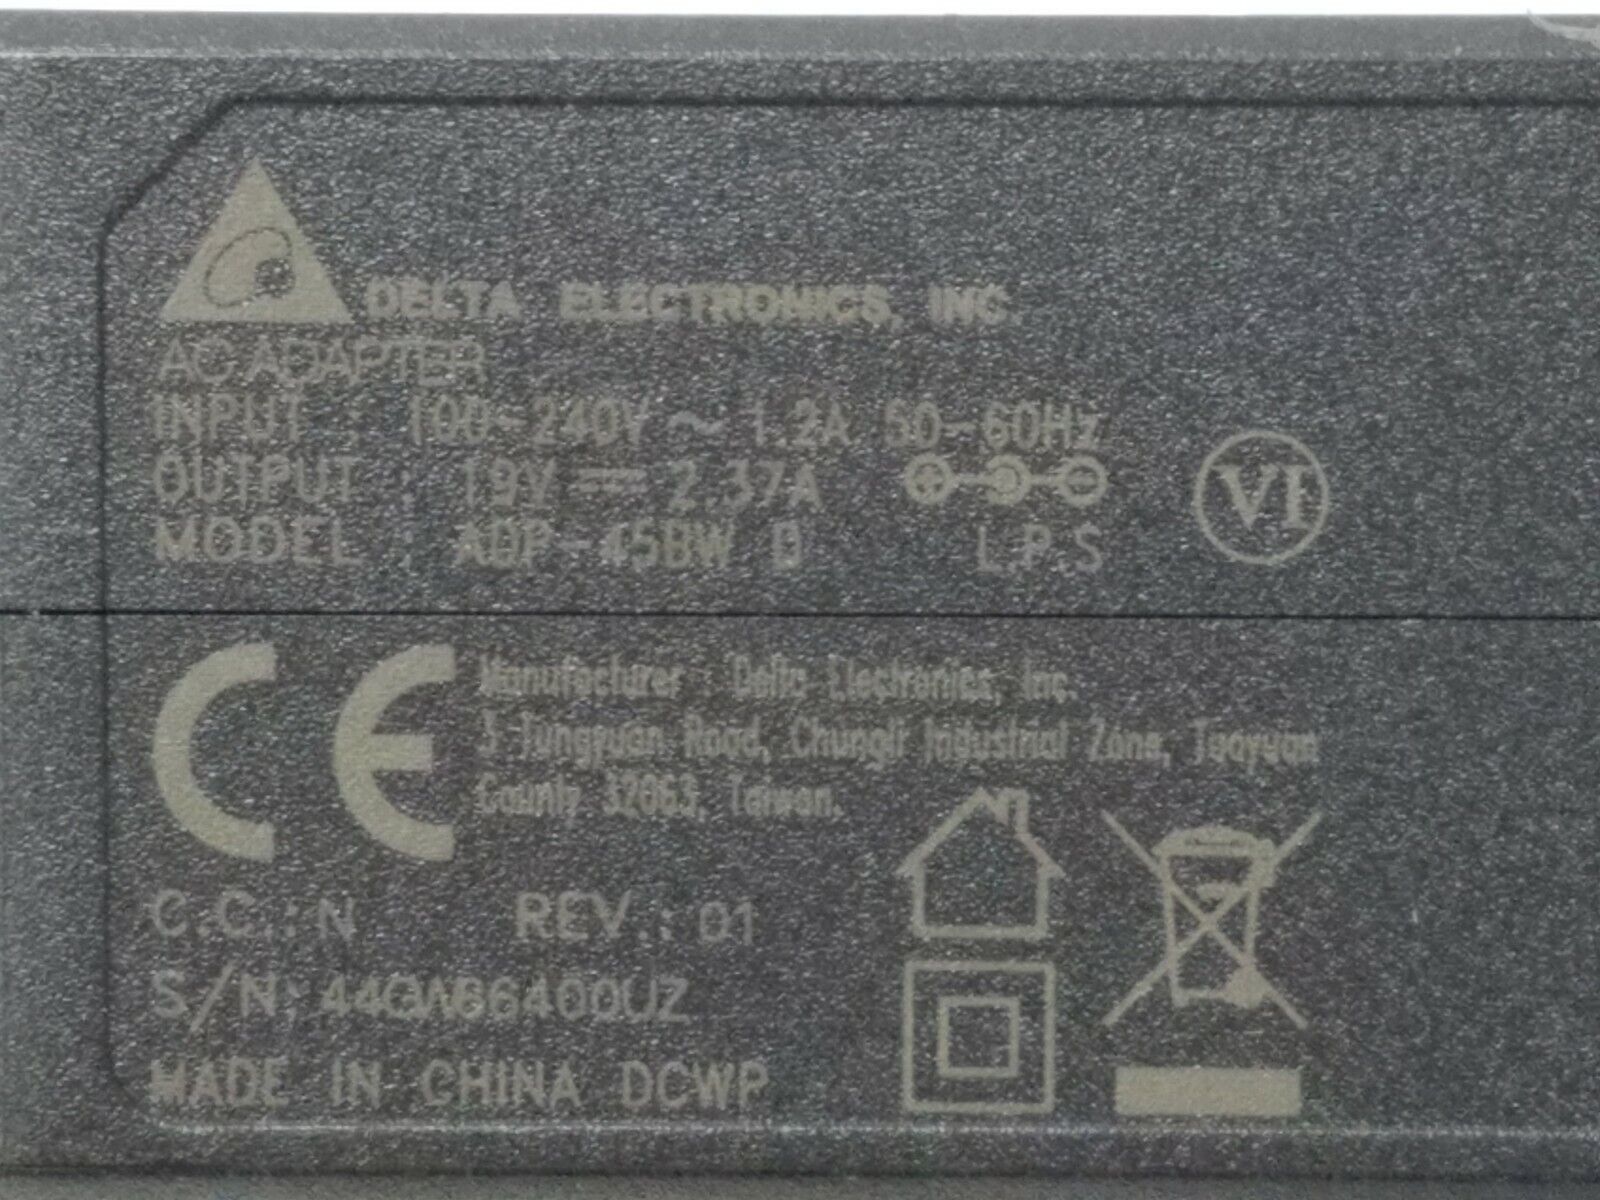 DELTA ELECTRONICS, INC.
AC ADAPTER
INPUT : 100-240V ~ 1.2A 50-60Hz
OUTPUT : 19V ⎓ 2.37A
MODEL : ADP-45BW D L.P.S
VI
CE
Manufacturer : Delta Electronics, Inc.
3 Tungyuan Road, Chungli Industrial Zone, Taoyuan
County 32063, Taiwan.
C.C.: N REV.: 01
S/N:
MADE IN CHINA DCWP